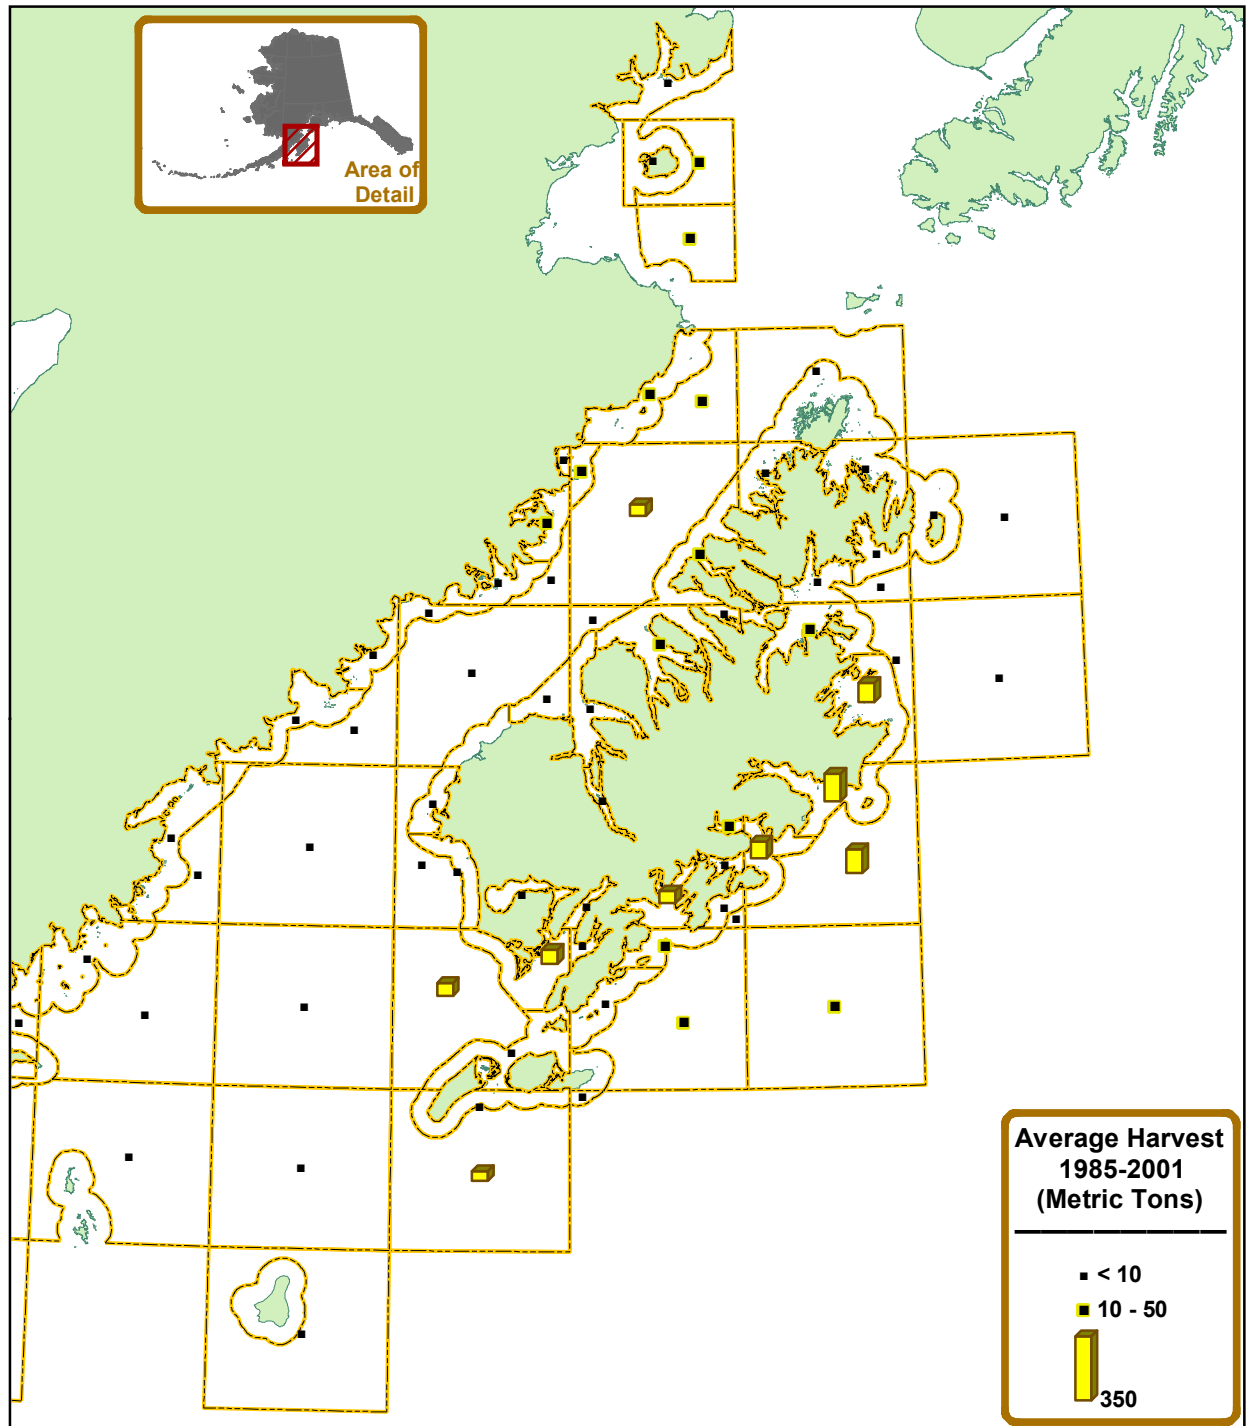 Area of
Detail
Average Harvest
1985-2001
(Metric Tons)
< 10
10 - 50
350